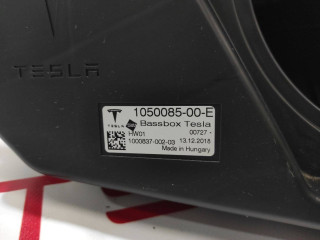 TESLA
1050085-00-E
Bassbox Tesla
HW01 00727 -
1000837-002-03 13.12.2018
Made in Hungary